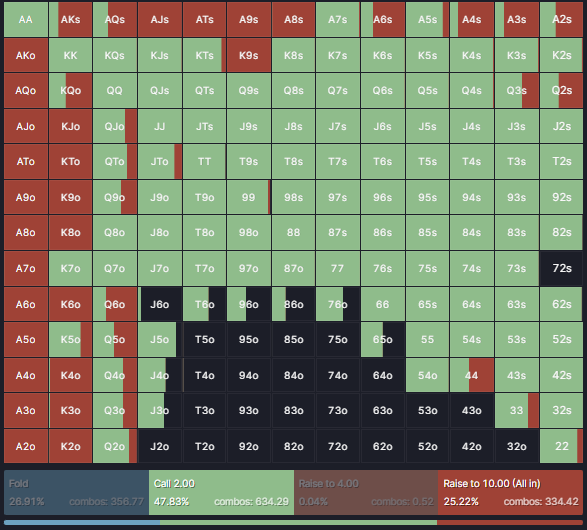 AA AKs AQs AJs ATs A9s A8s A7s A6s A5s A4s A3s A2s
AKo KK KQs KJs KTs K9s K8s K7s K6s K5s K4s K3s K2s
AQo KQo QQ QJs QTs Q9s Q8s Q7s Q6s Q5s Q4s Q3s Q2s
AJo KJo QJo JJ JTs J9s J8s J7s J6s J5s J4s J3s J2s
ATo KTo QTo JTo TT T9s T8s T7s T6s T5s T4s T3s T2s
A9o K9o Q9o J9o T9o 99 98s 97s 96s 95s 94s 93s 92s
A8o K8o Q8o J8o T8o 98o 88 87s 86s 85s 84s 83s 82s
A7o K7o Q7o J7o T7o 97o 87o 77 76s 75s 74s 73s 72s
A6o K6o Q6o J6o T6o 96o 86o 76o 66 65s 64s 63s 62s
A5o K5o Q5o J5o T5o 95o 85o 75o 65o 55 54s 53s 52s
A4o K4o Q4o J4o T4o 94o 84o 74o 64o 54o 44 43s 42s
A3o K3o Q3o J3o T3o 93o 83o 73o 63o 53o 43o 33 32s
A2o K2o Q2o J2o T2o 92o 82o 72o 62o 52o 42o 32o 22
Fold Call 2.00 Raise to 4.00 Raise to 10.00 (All in)
26.91% combos: 356.77 47.83% combos: 634.29 0.04% combos: 0.52 25.22% combos: 334.42